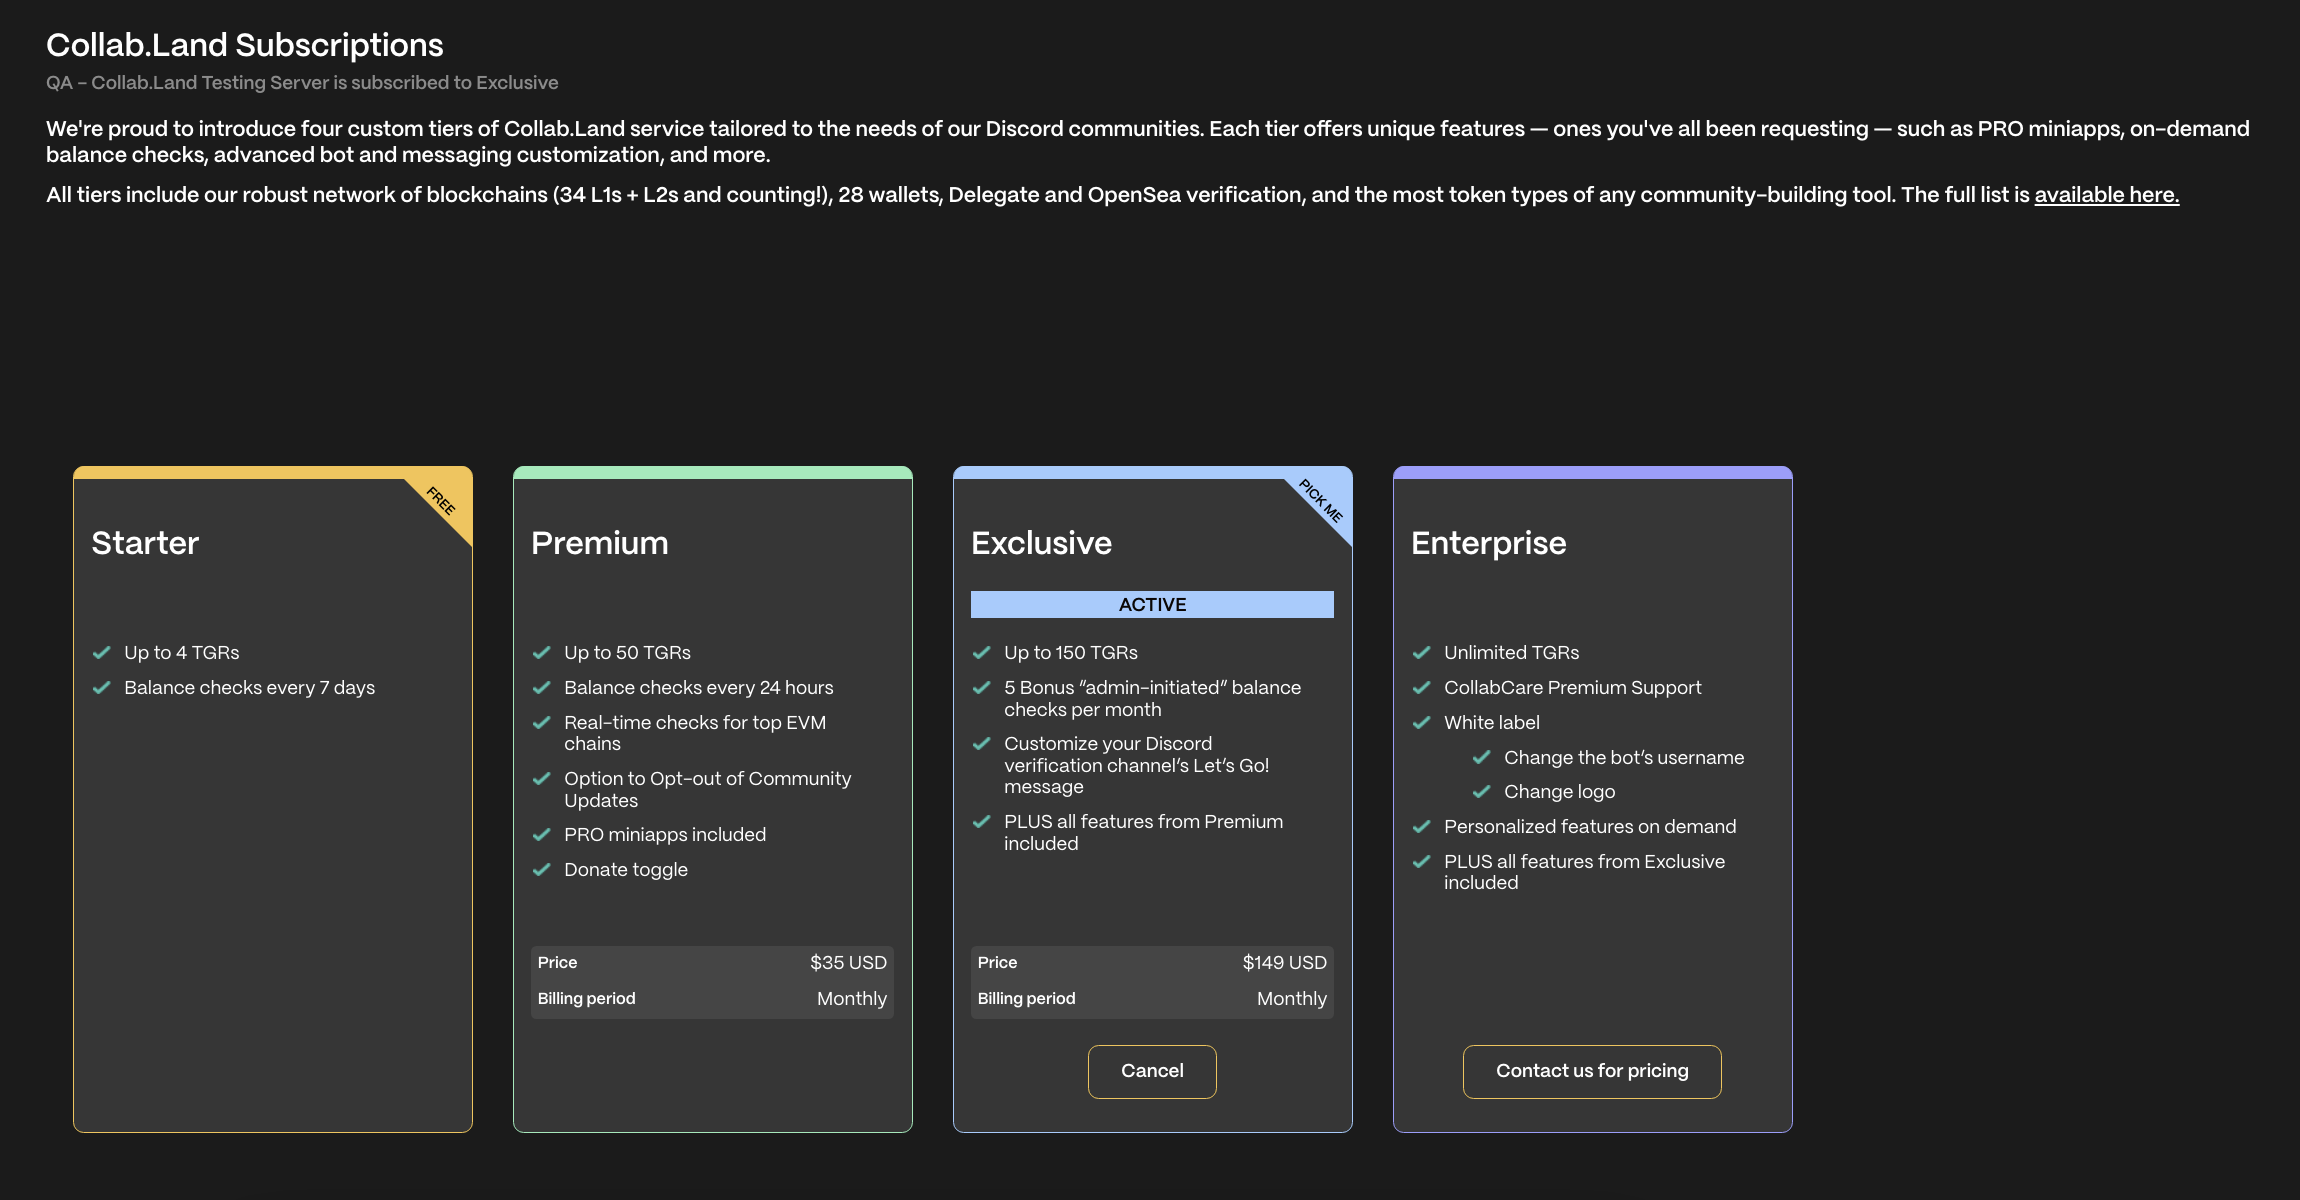 Collab.Land Subscriptions
QA - Collab.Land Testing Server is subscribed to Exclusive
We're proud to introduce four custom tiers of Collab.Land service tailored to the needs of our Discord communities. Each tier offers unique features — ones you've all been requesting — such as PRO miniapps, on-demand
balance checks, advanced bot and messaging customization, and more.
All tiers include our robust network of blockchains (34 L1s + L2s and counting!), 28 wallets, Delegate and OpenSea verification, and the most token types of any community-building tool. The full list is available here.
FREE
Starter
Up to 4 TGRs
Balance checks every 7 days
Premium
Up to 50 TGRs
Balance checks every 24 hours
Real-time checks for top EVM
chains
Option to Opt-out of Community
Updates
PRO miniapps included
Donate toggle
Price $35 USD
Billing period Monthly
PICK ME
Exclusive
ACTIVE
Up to 150 TGRs
5 Bonus “admin-initiated” balance
checks per month
Customize your Discord
verification channel’s Let’s Go!
message
PLUS all features from Premium
included
Price $149 USD
Billing period Monthly
Cancel
Enterprise
Unlimited TGRs
CollabCare Premium Support
White label
Change the bot’s username
Change logo
Personalized features on demand
PLUS all features from Exclusive
included
Contact us for pricing